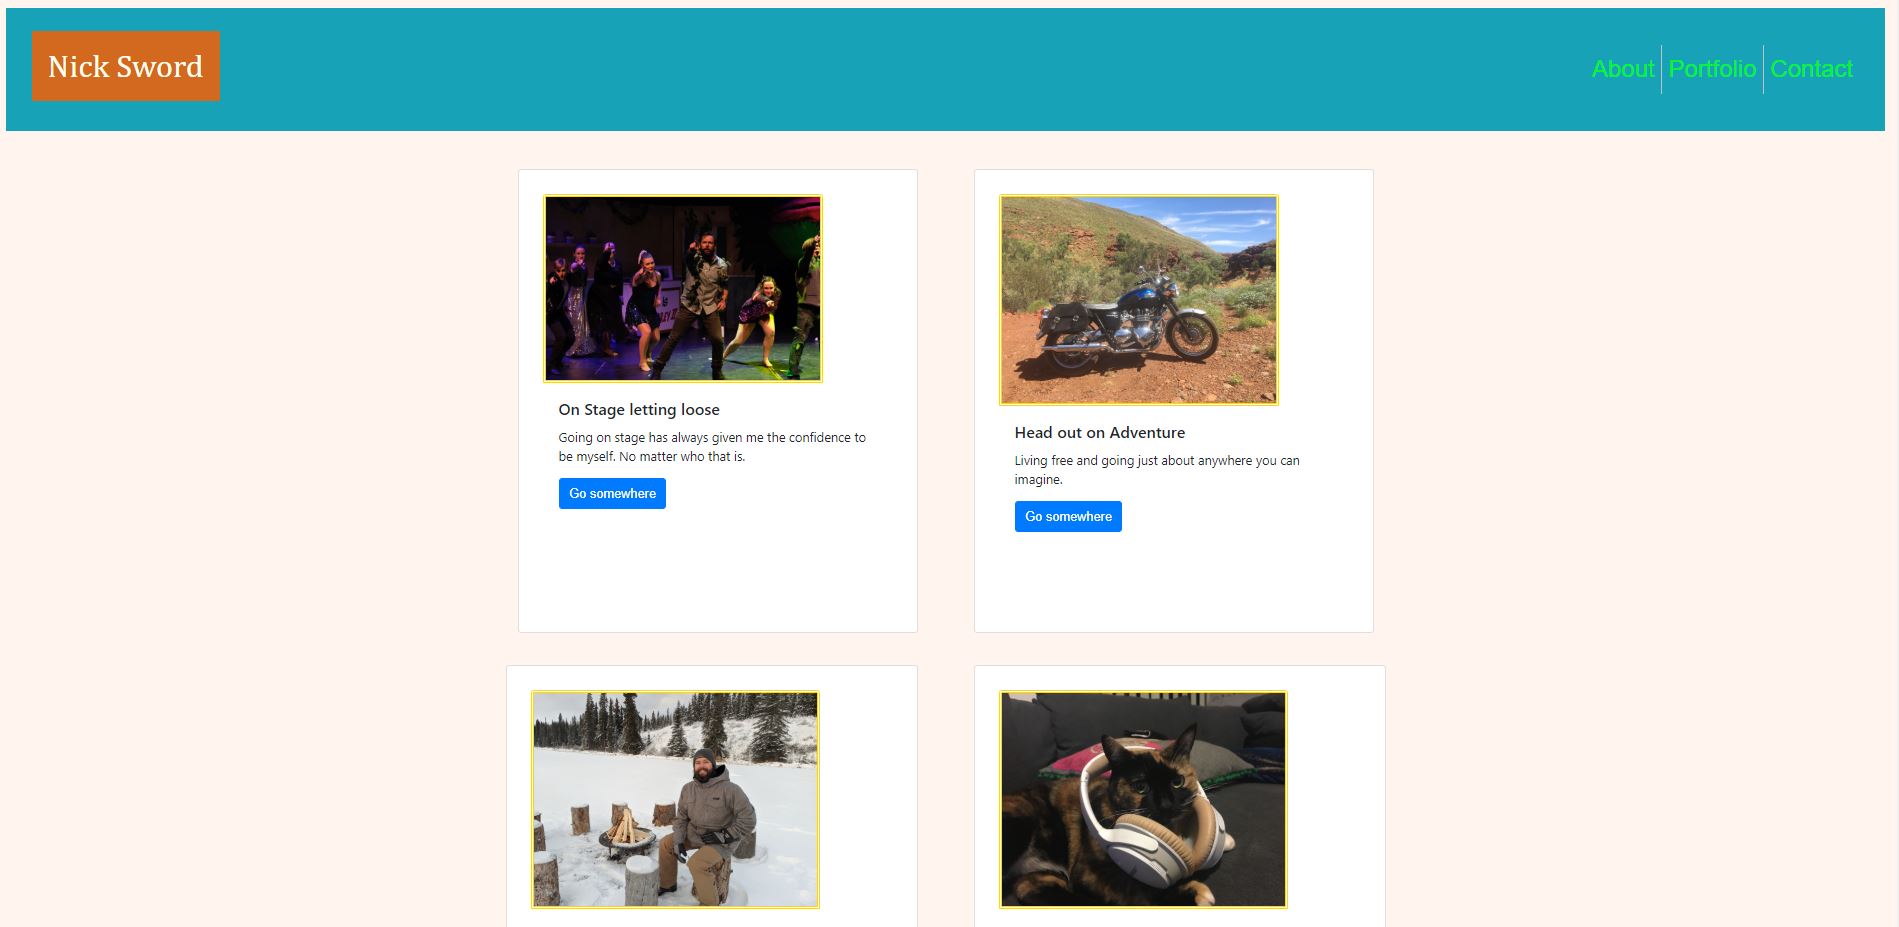 Nick Sword
About
Portfolio
Contact
On Stage letting loose
Going on stage has always given me the confidence to
be myself. No matter who that is.
Go somewhere
Head out on Adventure
Living free and going just about anywhere you can
imagine.
Go somewhere